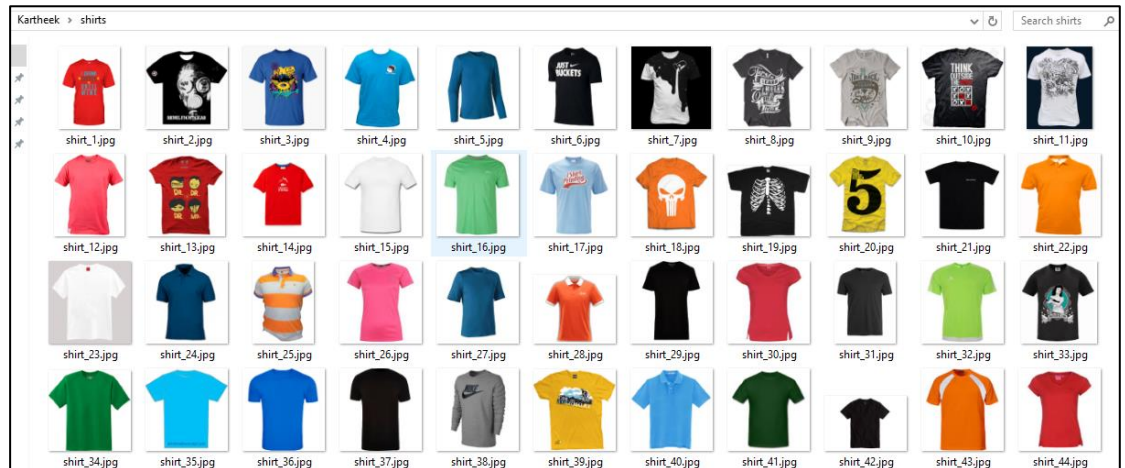 Kartheek > shirts
Search shirts
JUST
BUCKETS
THINK
OUTSIDE
shirt_1.jpg shirt_2.jpg shirt_3.jpg shirt_4.jpg shirt_5.jpg shirt_6.jpg shirt_7.jpg shirt_8.jpg shirt_9.jpg shirt_10.jpg shirt_11.jpg
5
shirt_12.jpg shirt_13.jpg shirt_14.jpg shirt_15.jpg shirt_16.jpg shirt_17.jpg shirt_18.jpg shirt_19.jpg shirt_20.jpg shirt_21.jpg shirt_22.jpg
shirt_23.jpg shirt_24.jpg shirt_25.jpg shirt_26.jpg shirt_27.jpg shirt_28.jpg shirt_29.jpg shirt_30.jpg shirt_31.jpg shirt_32.jpg shirt_33.jpg
shirt_34.jpg shirt_35.jpg shirt_36.jpg shirt_37.jpg shirt_38.jpg shirt_39.jpg shirt_40.jpg shirt_41.jpg shirt_42.jpg shirt_43.jpg shirt_44.jpg